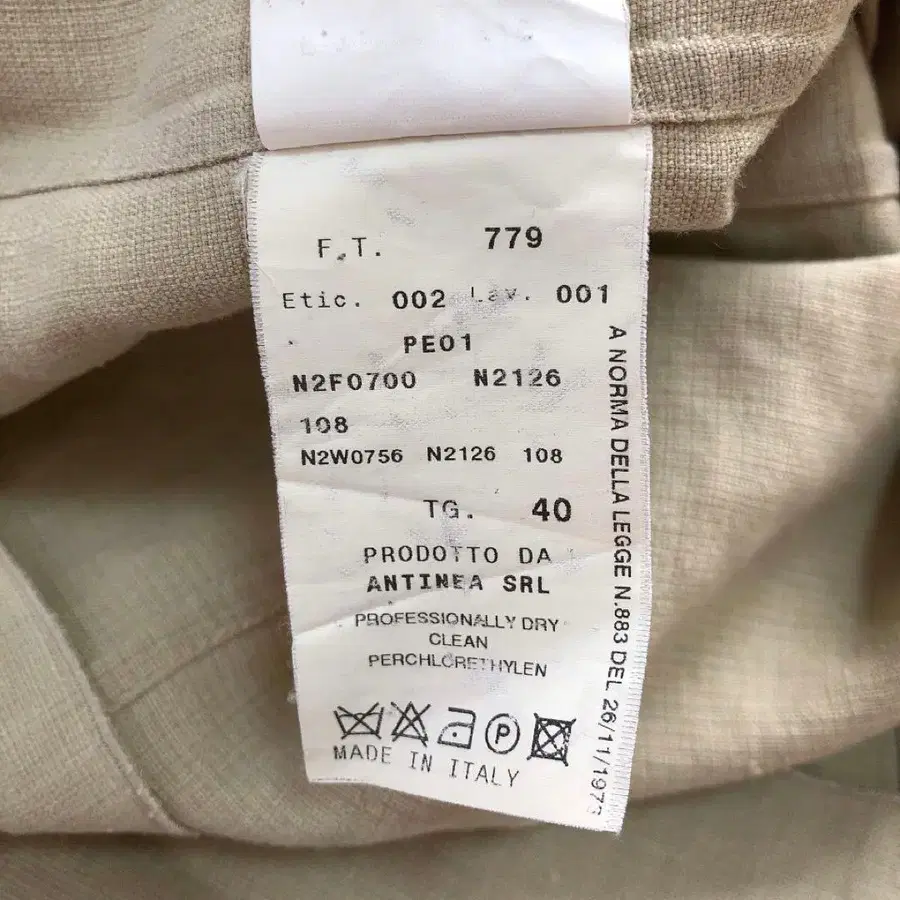 F.T. 779
Etic. 002 Lav. 001
PE01
N2F0700 N2126
108
N2W0756 N2126 108
TG. 40
PRODOTTO DA
ANTINEA SRL
PROFESSIONALLY DRY
CLEAN
PERCHLORETHYLEN
P
MADE IN ITALY
A NORMA DELLA LEGGE N.883 DEL 26/11/1973